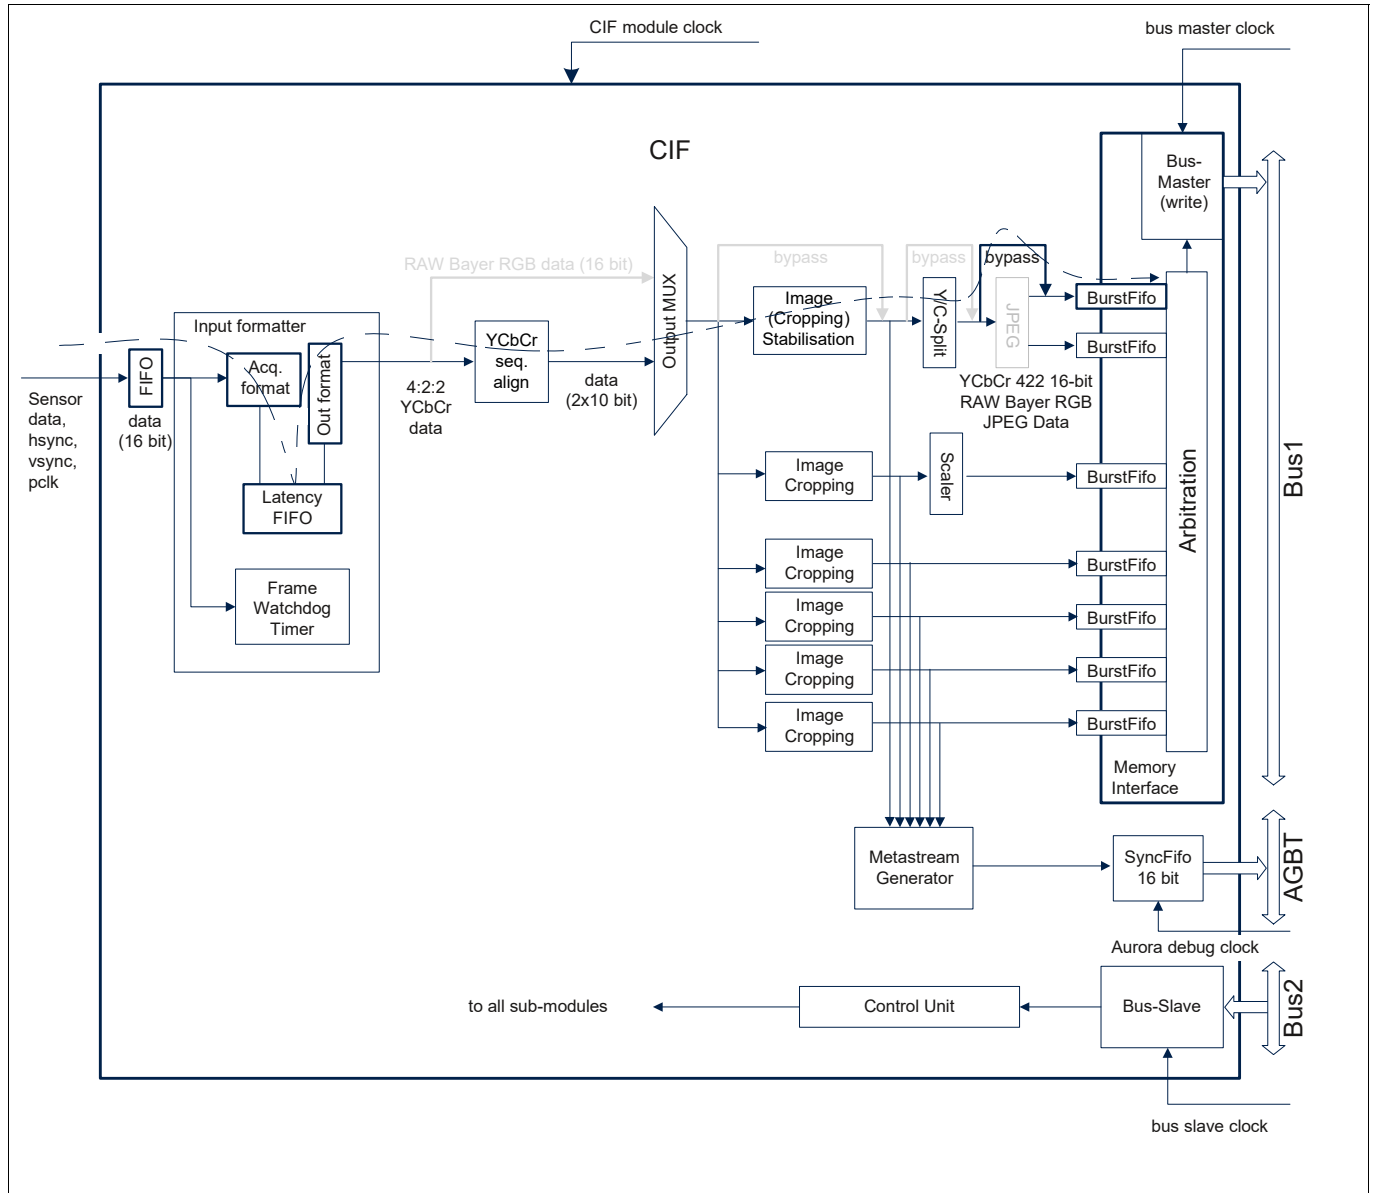 CIF module clock
bus master clock
CIF
Bus-
Master
(write)
RAW Bayer RGB data (16 bit)
bypass
bypass
bypass
Input formatter
FIFO
data
(16 bit)
Sensor
data,
hsync,
vsync,
pclk
Acq.
format
Out format
Latency
FIFO
Frame
Watchdog
Timer
4:2:2
YCbCr
data
YCbCr
seq.
align
data
(2x10 bit)
Output MUX
Image
(Cropping)
Stabilisation
Y/C-Split
JPEG
YCbCr 422 16-bit
RAW Bayer RGB
JPEG Data
BurstFifo
BurstFifo
Image
Cropping
Scaler
BurstFifo
Image
Cropping
BurstFifo
Image
Cropping
BurstFifo
Image
Cropping
BurstFifo
Image
Cropping
BurstFifo
Arbitration
Memory
Interface
Bus1
Metastream
Generator
SyncFifo
16 bit
AGBT
Aurora debug clock
to all sub-modules
Control Unit
Bus-Slave
Bus2
bus slave clock